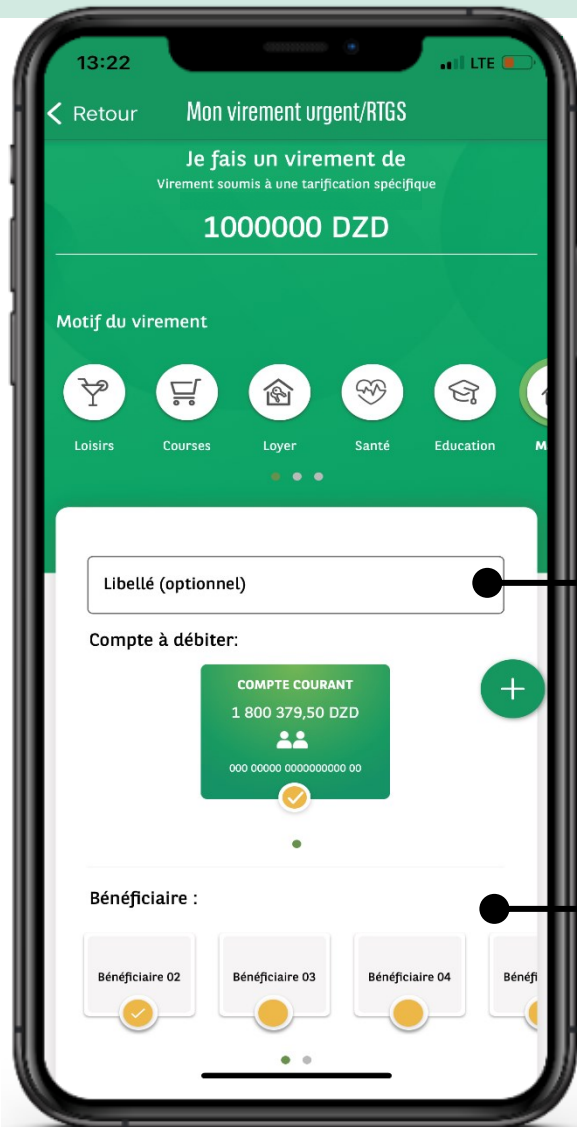 13:22
LTE
Retour
Mon virement urgent/RTGS
Je fais un virement de
Virement soumis à une tarification spécifique
1000000 DZD
Motif du virement
Loisirs
Courses
Loyer
Santé
Education
M
Libellé (optionnel)
Compte à débiter:
COMPTE COURANT
1 800 379,50 DZD
000 00000 0000000000 00
+
Bénéficiaire :
Bénéficiaire 02
Bénéficiaire 03
Bénéficiaire 04
Bénéfi